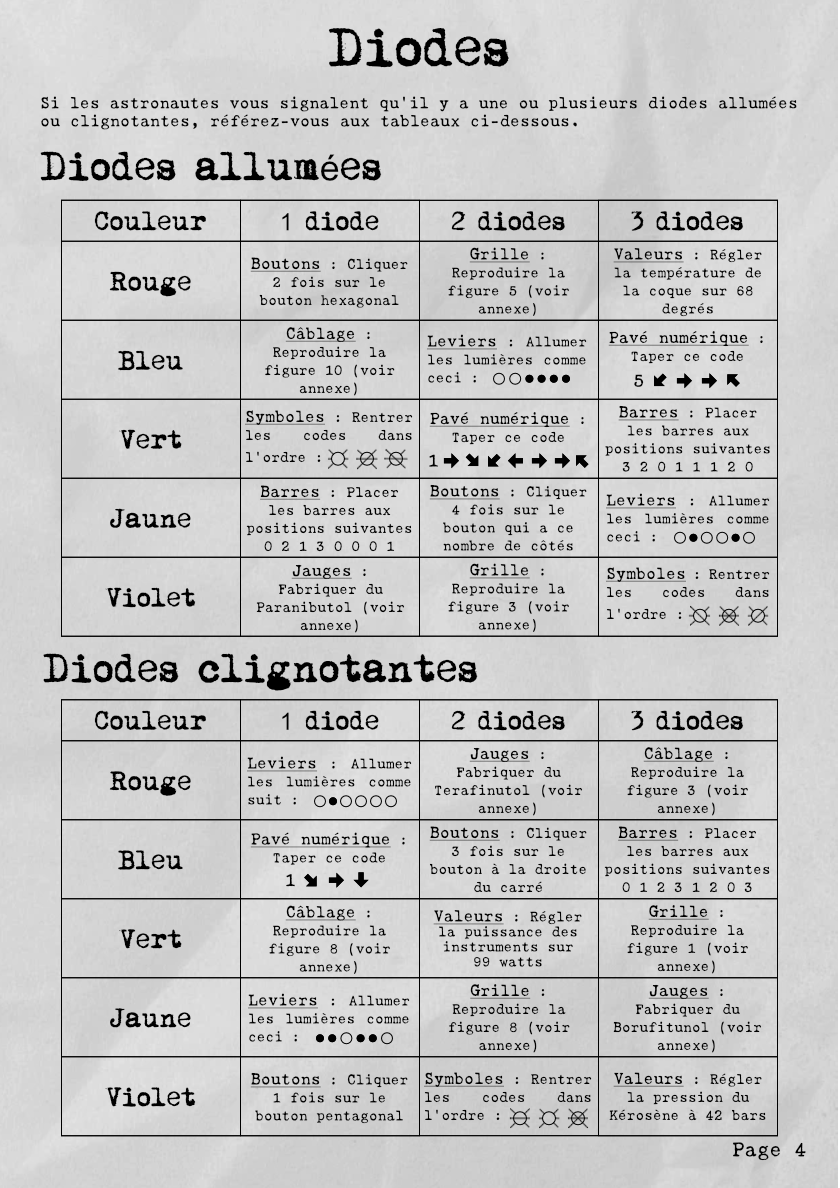 Diodes
Si les astronautes vous signalent qu'il y a une ou plusieurs diodes allumées
ou clignotantes, référez-vous aux tableaux ci-dessous.
Diodes allumées
Couleur 1 diode 2 diodes 3 diodes
Rouge
Boutons : Cliquer
2 fois sur le
bouton hexagonal
Grille :
Reproduire la
figure 5 (voir
annexe)
Valeurs : Régler
la température de
la coque sur 68
degrés
Bleu
Câblage :
Reproduire la
figure 10 (voir
annexe)
Leviers : Allumer
les lumières comme
ceci : ○○●●●●
Pavé numérique :
Taper ce code
5 ↙ → → ↖
Vert
Symboles : Rentrer
les codes dans
l'ordre :
Pavé numérique :
Taper ce code
1 → ↘ ↙ ← → → ↖
Barres : Placer
les barres aux
positions suivantes
3 2 0 1 1 1 2 0
Jaune
Barres : Placer
les barres aux
positions suivantes
0 2 1 3 0 0 0 1
Boutons : Cliquer
4 fois sur le
bouton qui a ce
nombre de côtés
Leviers : Allumer
les lumières comme
ceci : ○●○○●○
Violet
Jauges :
Fabriquer du
Paranibutol (voir
annexe)
Grille :
Reproduire la
figure 3 (voir
annexe)
Symboles : Rentrer
les codes dans
l'ordre :
Diodes clignotantes
Couleur 1 diode 2 diodes 3 diodes
Rouge
Leviers : Allumer
les lumières comme
suit : ○●○○○○
Jauges :
Fabriquer du
Terafinutol (voir
annexe)
Câblage :
Reproduire la
figure 3 (voir
annexe)
Bleu
Pavé numérique :
Taper ce code
1 ↘ → ↓
Boutons : Cliquer
3 fois sur le
bouton à la droite
du carré
Barres : Placer
les barres aux
positions suivantes
0 1 2 3 1 2 0 3
Vert
Câblage :
Reproduire la
figure 8 (voir
annexe)
Valeurs : Régler
la puissance des
instruments sur
99 watts
Grille :
Reproduire la
figure 1 (voir
annexe)
Jaune
Leviers : Allumer
les lumières comme
ceci : ●●○●●○
Grille :
Reproduire la
figure 8 (voir
annexe)
Jauges :
Fabriquer du
Borufitunol (voir
annexe)
Violet
Boutons : Cliquer
1 fois sur le
bouton pentagonal
Symboles : Rentrer
les codes dans
l'ordre :
Valeurs : Régler
la pression du
Kérosène à 42 bars
Page 4